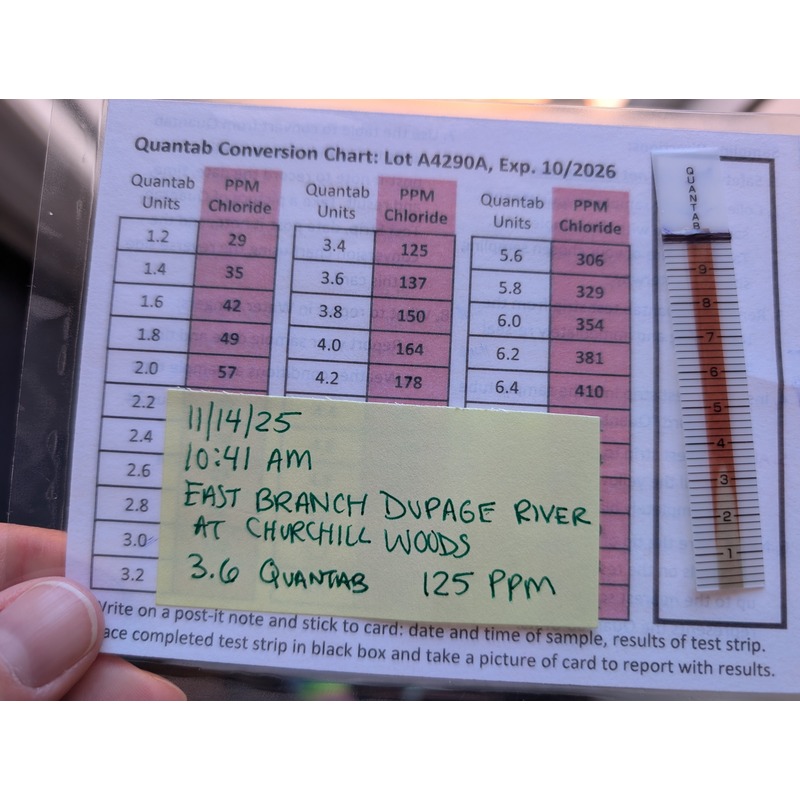 Quantab Conversion Chart: Lot A4290A, Exp. 10/2026
Quantab Units PPM Chloride Quantab Units PPM Chloride Quantab Units PPM Chloride
1.2 29 3.4 125 5.6 306
1.4 35 3.6 137 5.8 329
1.6 42 3.8 150 6.0 354
1.8 49 4.0 164 6.2 381
2.0 57 4.2 178 6.4 410
2.2
2.4
2.6
2.8
3.0
3.2
11/14/25
10:41 AM
EAST BRANCH DUPAGE RIVER
AT CHURCHILL WOODS
3.6 QUANTAB 125 PPM
QUANTAB
9
8
7
6
5
4
3
2
1
Write on a post-it note and stick to card: date and time of sample, results of test strip.
completed test strip in black box and take a picture of card to report with results.